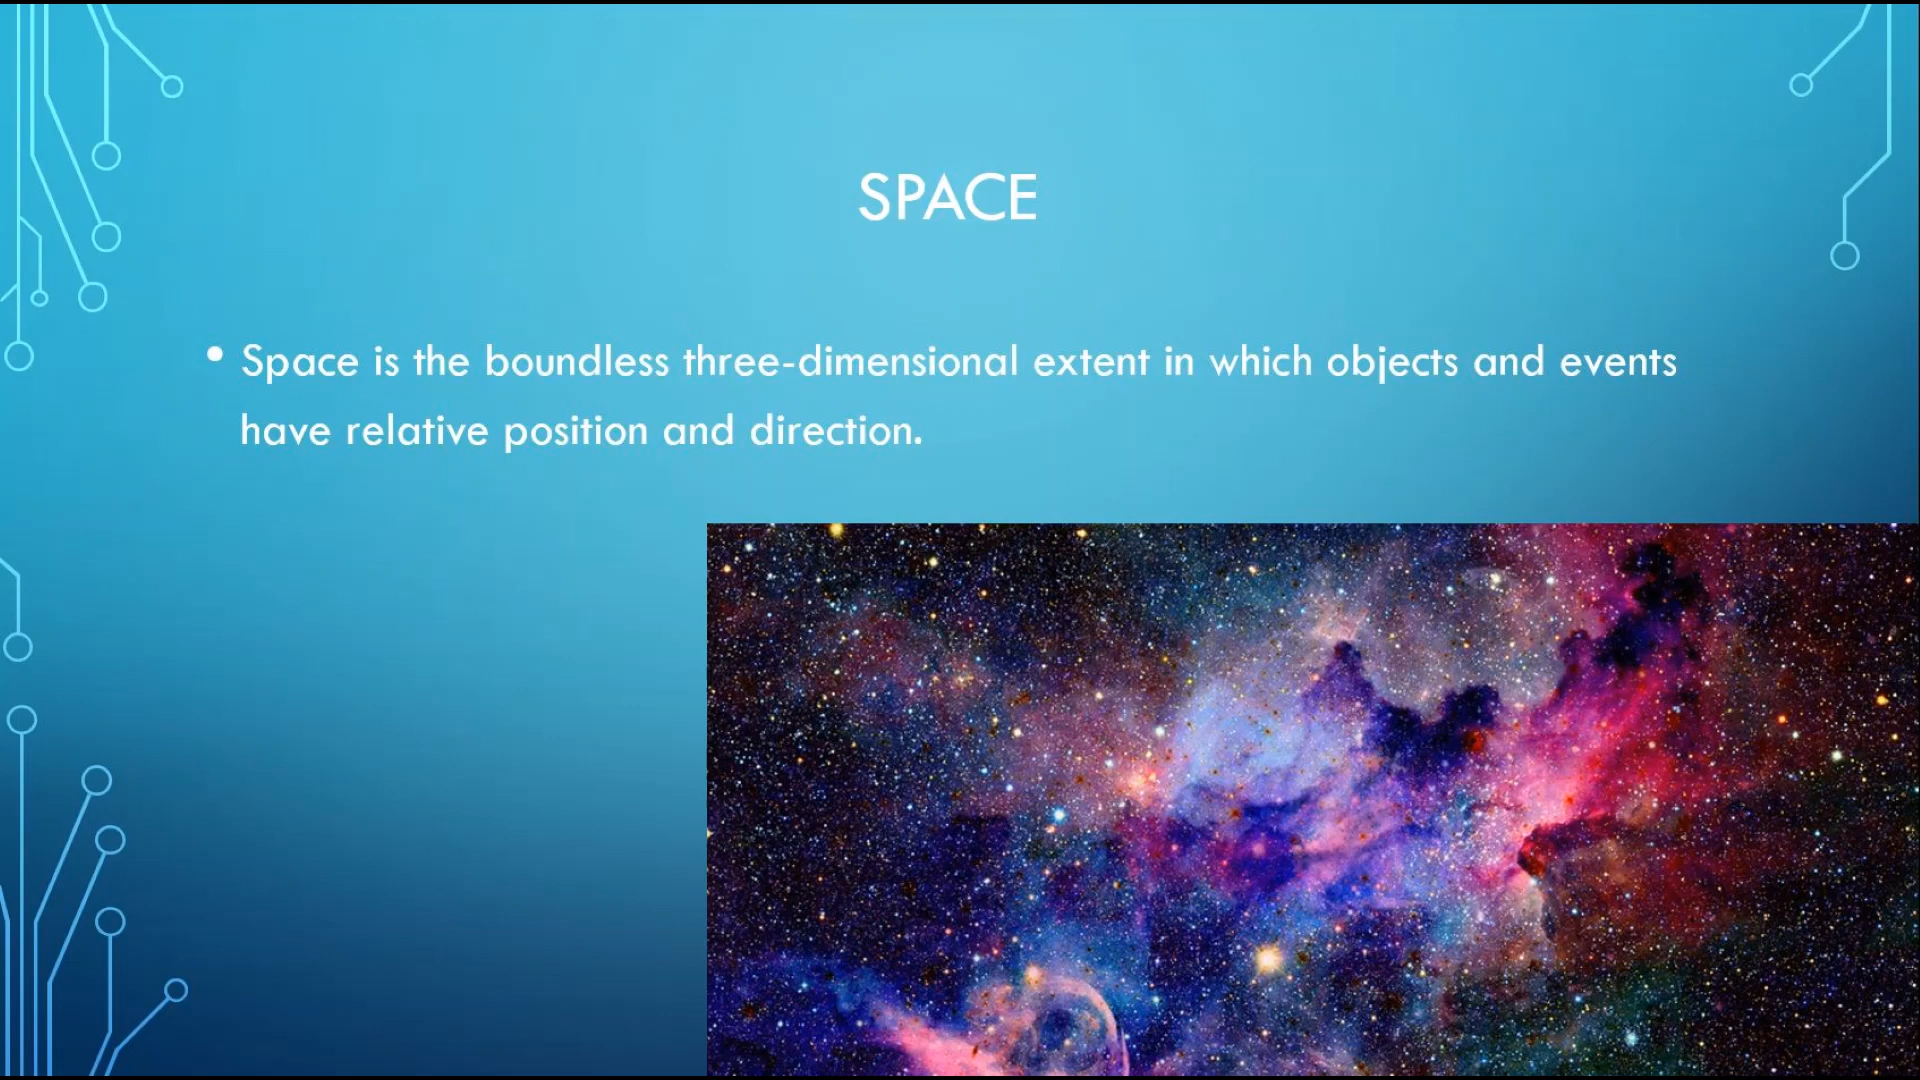 SPACE
• Space is the boundless three-dimensional extent in which objects and events
have relative position and direction.